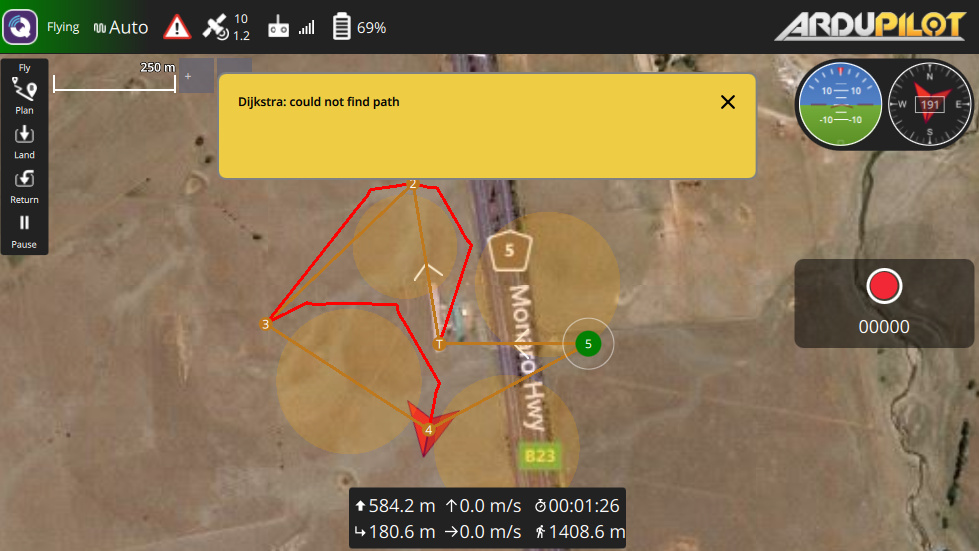 Flying
Auto
10
1.2
69%
ARDUPILOT
Fly
250 m
+
Plan
Land
Return
Pause
Dijkstra: could not find path
10 10
-10 -10
N
W 191 E
S
2
5
3
T
5
4
Monaro Hwy
B23
00000
584.2 m 0.0 m/s 00:01:26
180.6 m 0.0 m/s 1408.6 m